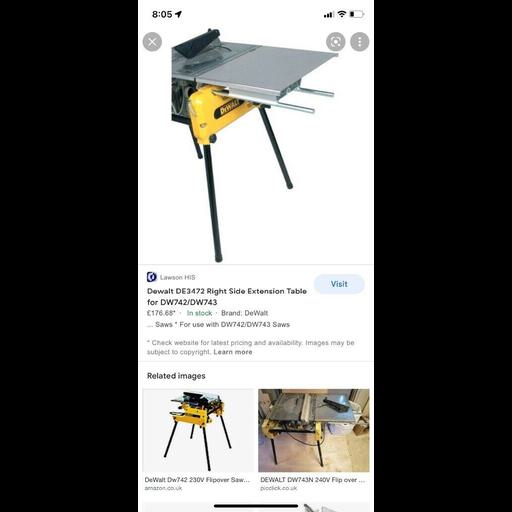 8:05
DEWALT
Lawson HIS
Dewalt DE3472 Right Side Extension Table
for DW742/DW743
Visit
£176.68* · In stock · Brand: DeWalt
... Saws * For use with DW742/DW743 Saws
* Check website for latest pricing and availability. Images may be
subject to copyright. Learn more
Related images
DeWalt Dw742 230V Flipover Saw...
amazon.co.uk
DEWALT DW743N 240V Flip over ...
picclick.co.uk